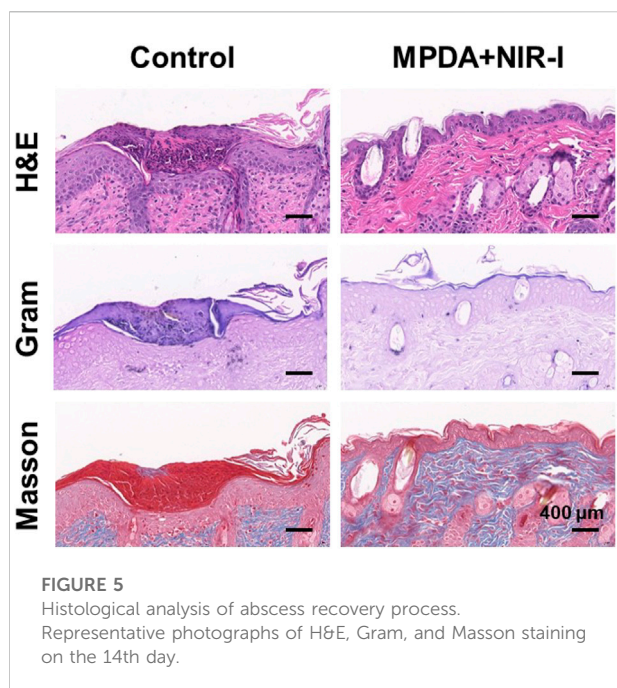 Control MPDA+NIR-I
H&E
Gram
Masson
400 μm
FIGURE 5
Histological analysis of abscess recovery process.
Representative photographs of H&E, Gram, and Masson staining
on the 14th day.